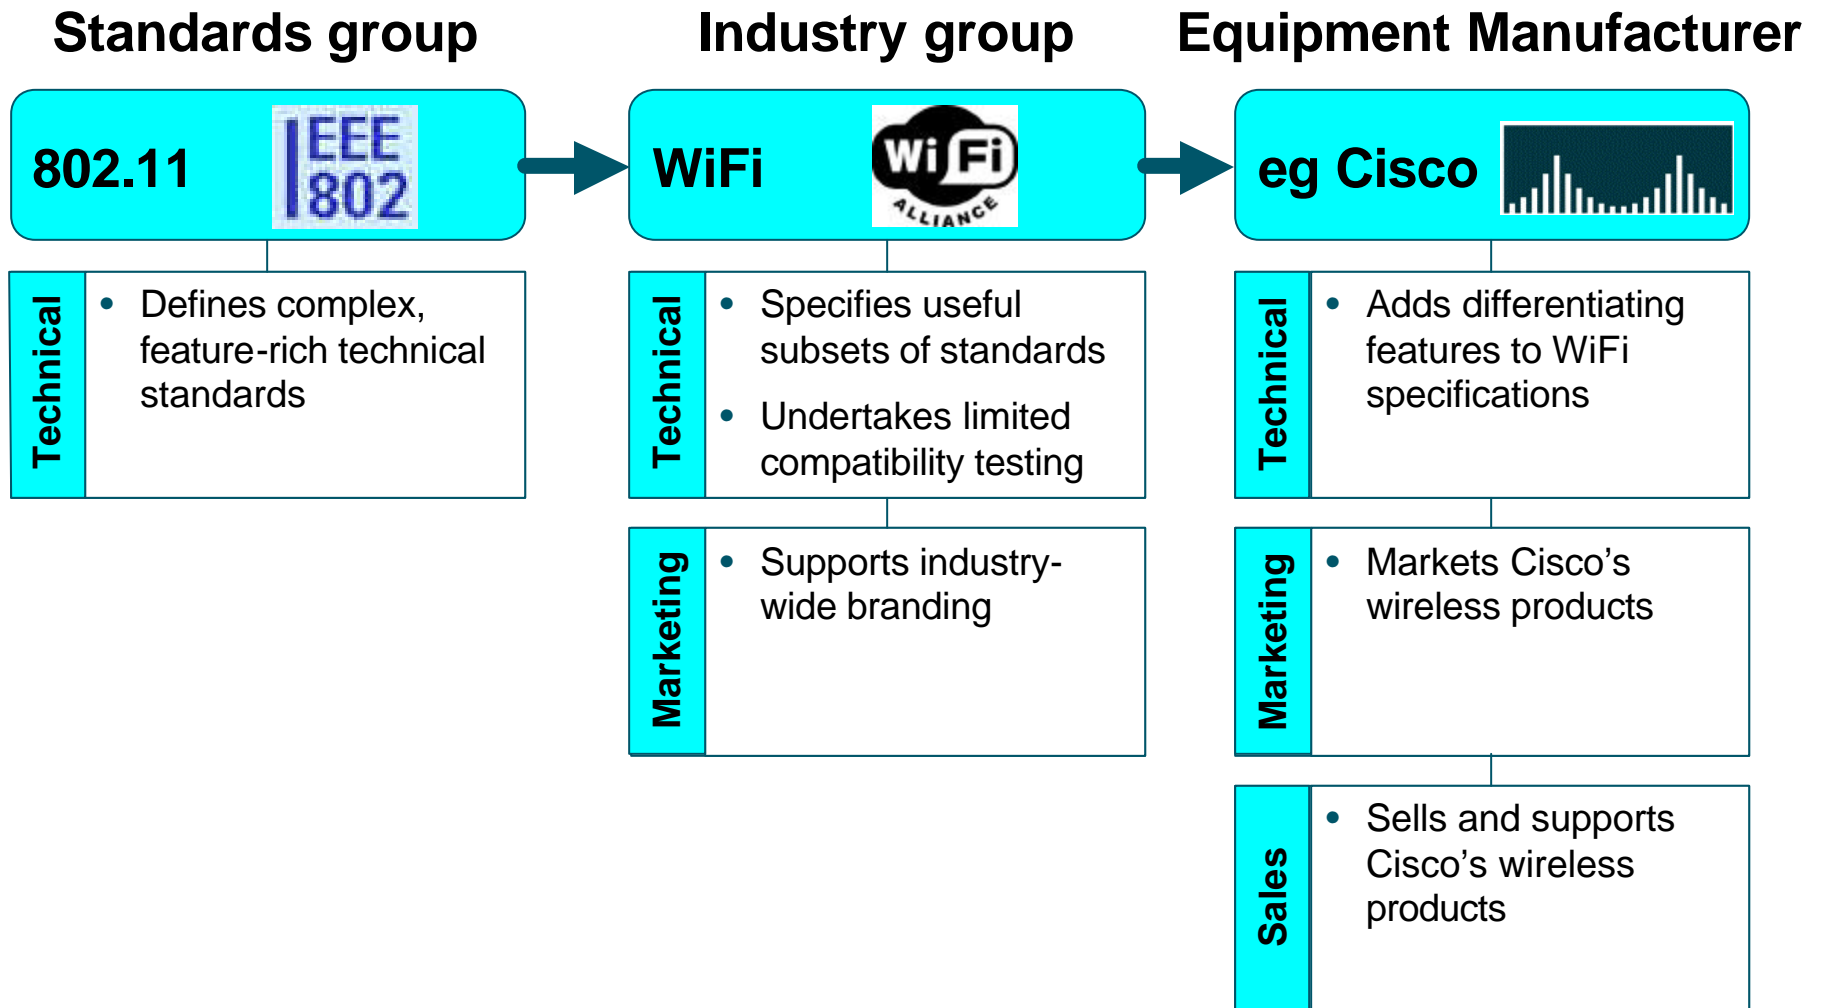 Standards group
Industry group
Equipment Manufacturer
802.11
IEEE
802
WiFi
Wi Fi
ALLIANCE
eg Cisco
Technical
• Defines complex,
feature-rich technical
standards
Technical
• Specifies useful
subsets of standards
• Undertakes limited
compatibility testing
Marketing
• Supports industry-
wide branding
Technical
• Adds differentiating
features to WiFi
specifications
Marketing
• Markets Cisco’s
wireless products
Sales
• Sells and supports
Cisco’s wireless
products